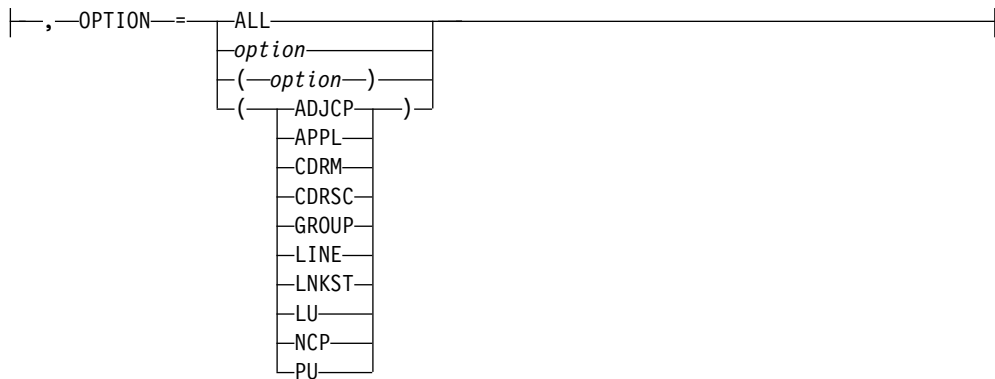 , OPTION = ALL
option
( option )
( ADJCP )
APPL
CDRM
CDRSC
GROUP
LINE
LNKST
LU
NCP
PU